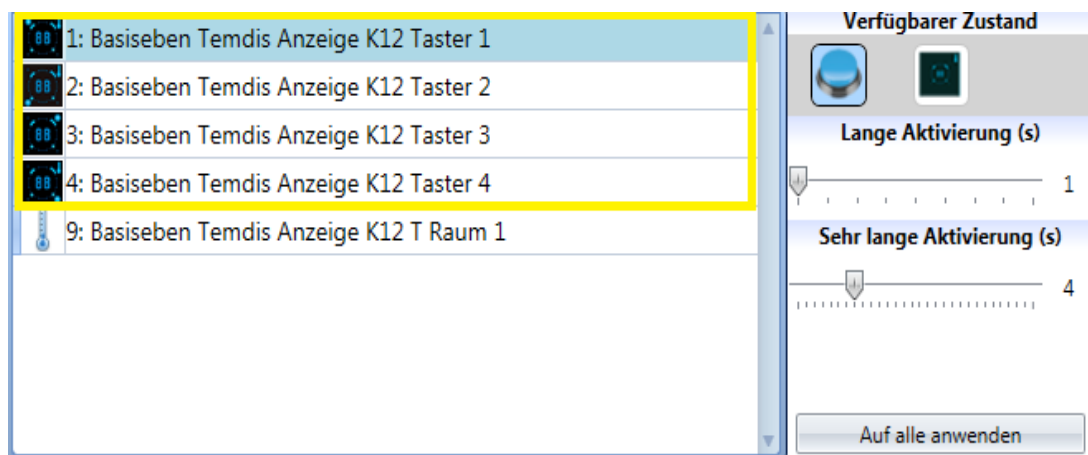 1: Basiseben Temdis Anzeige K12 Taster 1
2: Basiseben Temdis Anzeige K12 Taster 2
3: Basiseben Temdis Anzeige K12 Taster 3
4: Basiseben Temdis Anzeige K12 Taster 4
9: Basiseben Temdis Anzeige K12 T Raum 1
Verfügbarer Zustand
Lange Aktivierung (s)
1
Sehr lange Aktivierung (s)
4
Auf alle anwenden